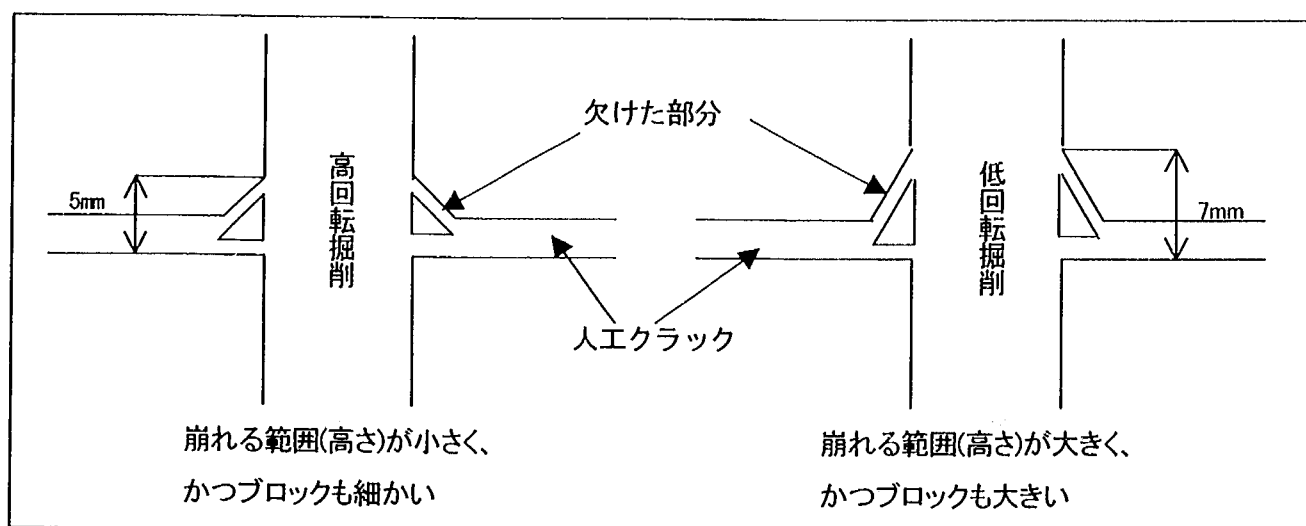 欠けた部分
高回転掘削
低回転掘削
5mm
7mm
人工クラック
崩れる範囲(高さ)が小さく、
かつブロックも細かい
崩れる範囲(高さ)が大きく、
かつブロックも大きい